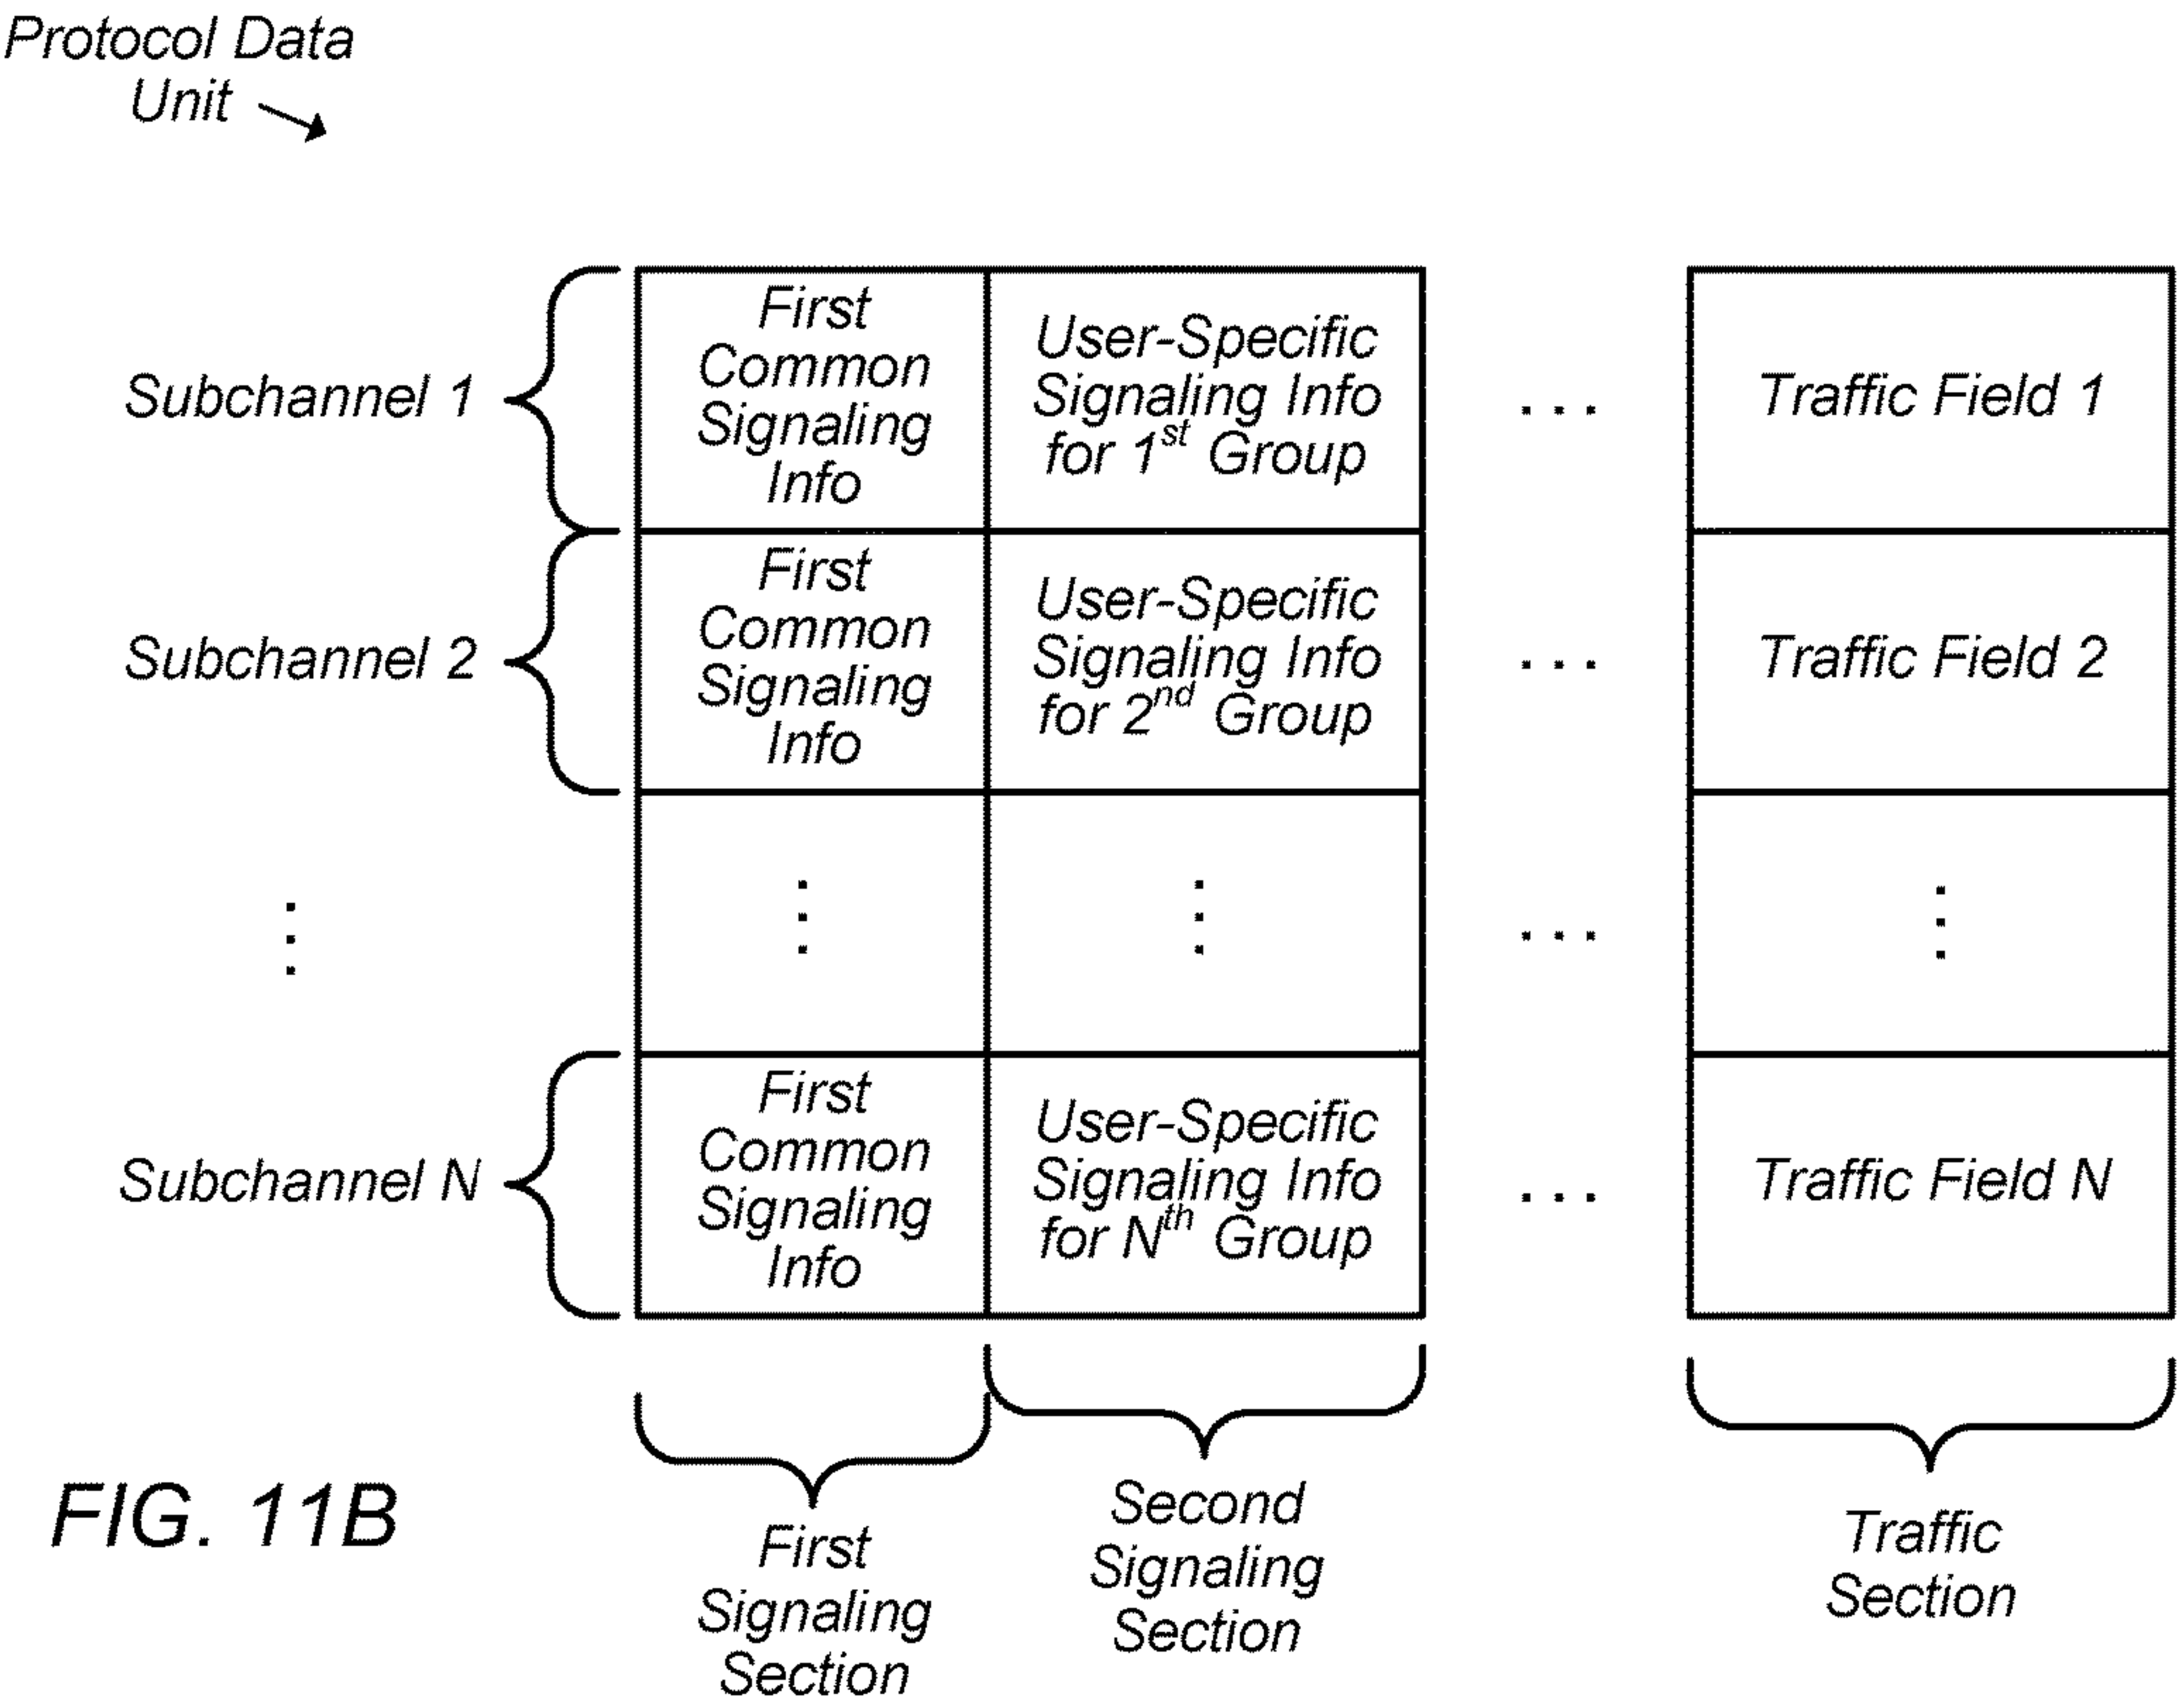 Protocol Data
Unit
Subchannel 1
First
Common
Signaling
Info
User-Specific
Signaling Info
for 1st Group
...
Traffic Field 1
Subchannel 2
First
Common
Signaling
Info
User-Specific
Signaling Info
for 2nd Group
...
Traffic Field 2
...
Subchannel N
First
Common
Signaling
Info
User-Specific
Signaling Info
for Nth Group
...
Traffic Field N
First
Signaling
Section
Second
Signaling
Section
Traffic
Section
FIG. 11B